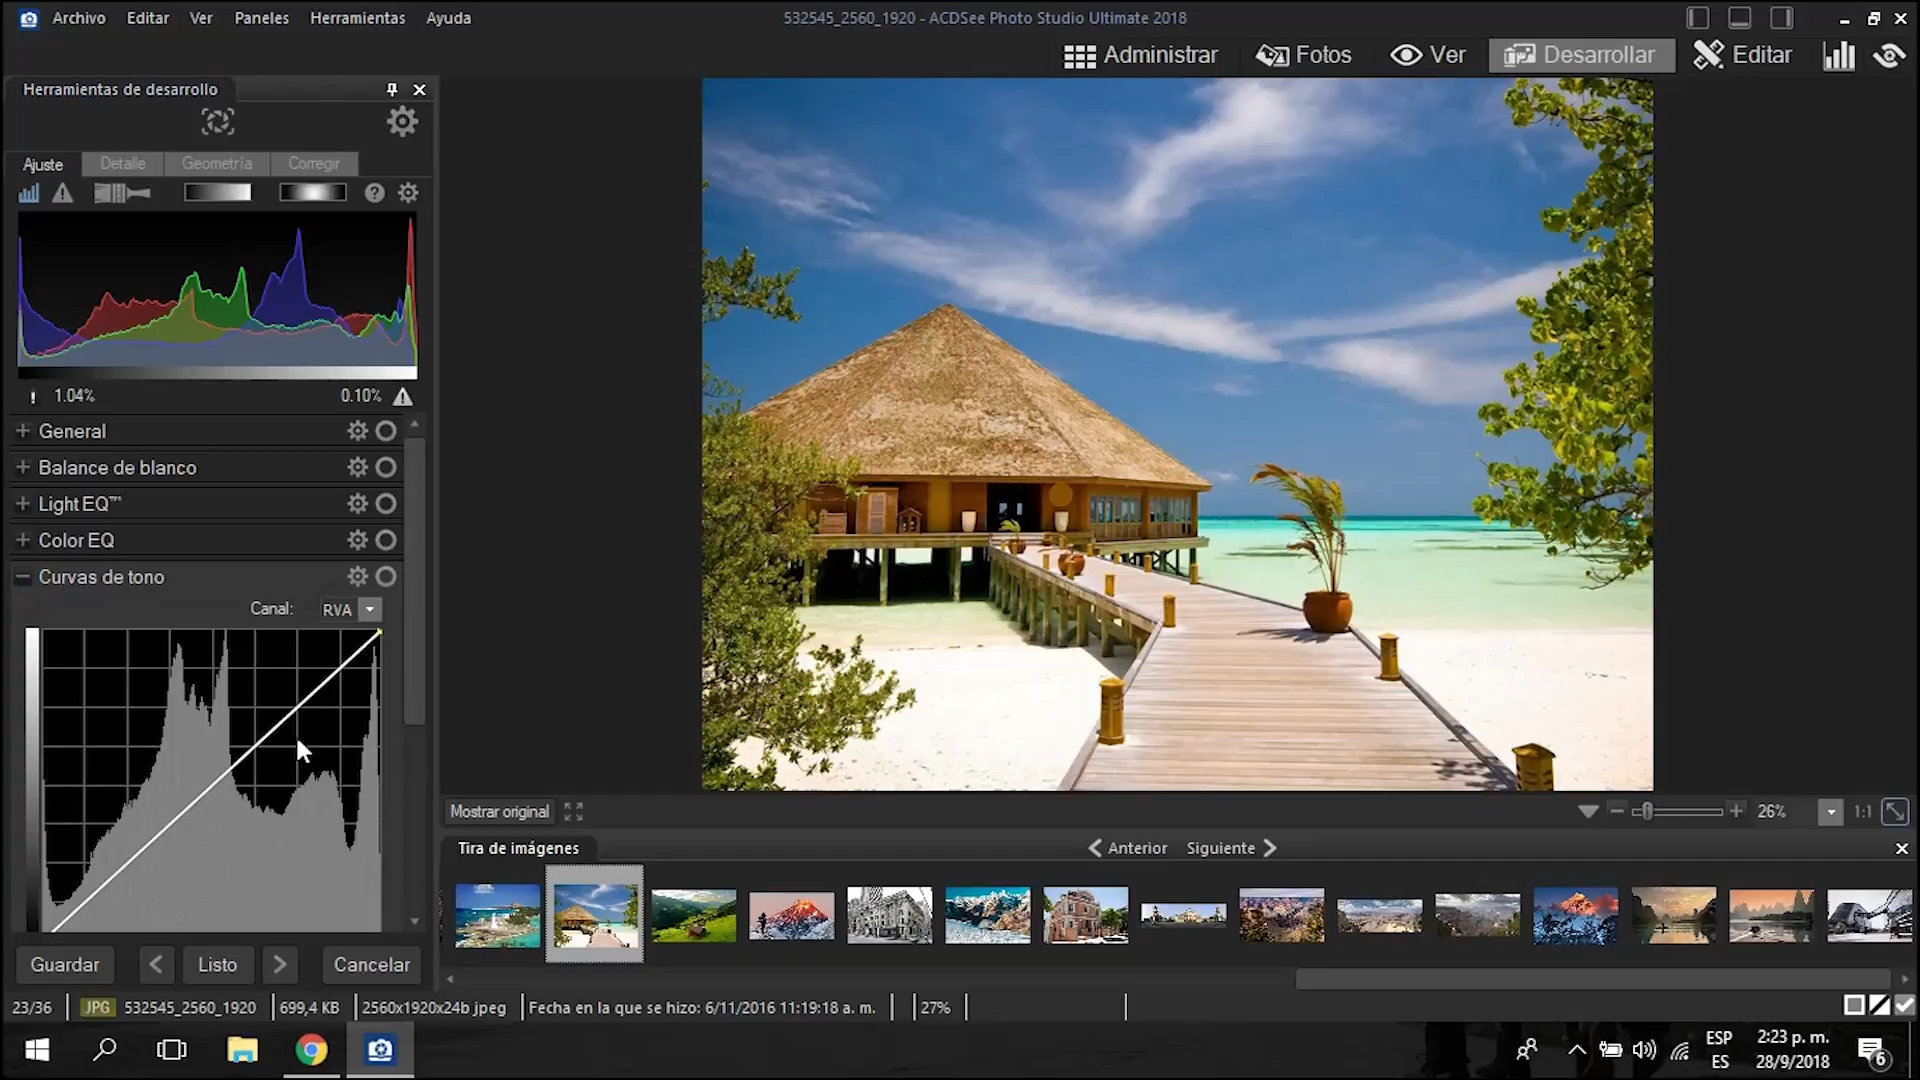 Archivo Editar Ver Paneles Herramientas Ayuda
532545_2560_1920 - ACDSee Photo Studio Ultimate 2018
Administrar Fotos Ver Desarrollar Editar
Herramientas de desarrollo
Ajuste Detalle Geometría Corregir
1.04% 0.10%
General
Balance de blanco
Light EQ™
Color EQ
Curvas de tono
Canal: RVA
Mostrar original
26% 1:1
Tira de imágenes
Anterior Siguiente
Guardar Listo Cancelar
23/36 JPG 532545_2560_1920 699,4 KB 2560x1920x24b jpeg Fecha en la que se hizo: 6/11/2016 11:19:18 a. m. 27%
ESP
ES
2:23 p. m.
28/9/2018
6